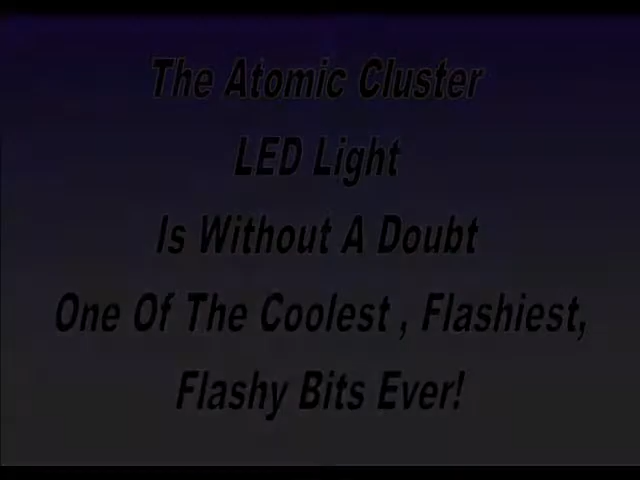 The Atomic Cluster
LED Light
Is Without A Doubt
One Of The Coolest , Flashiest,
Flashy Bits Ever!